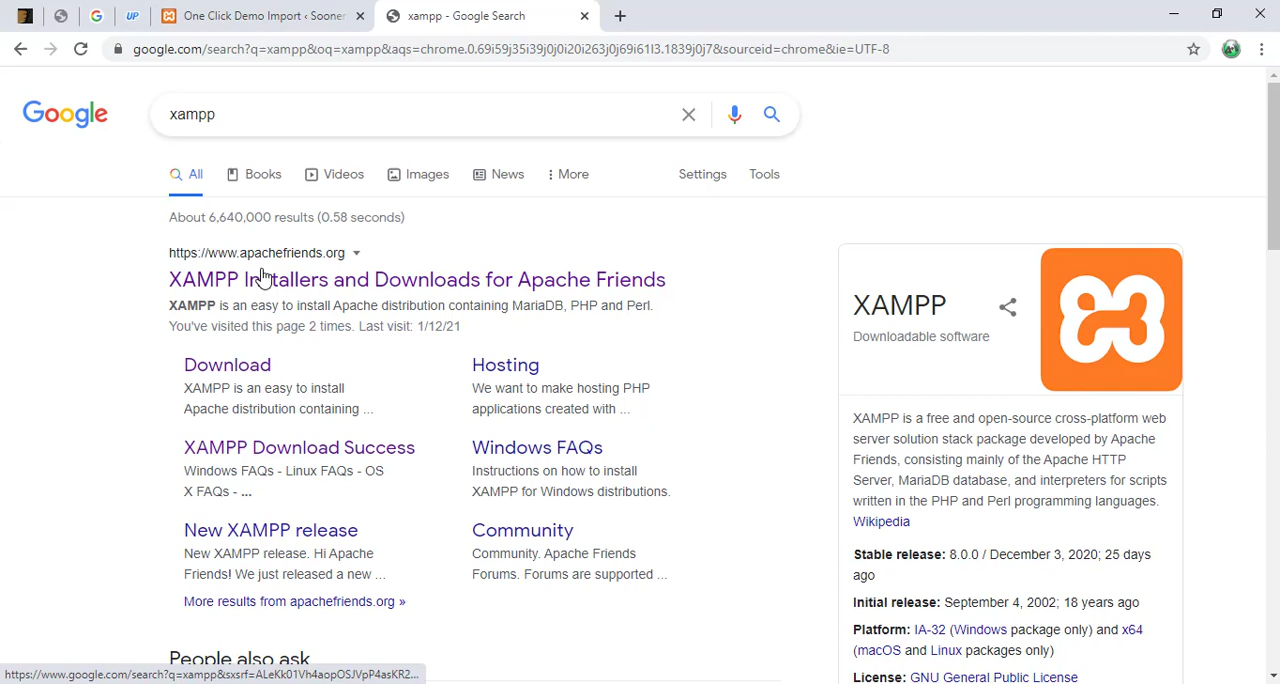 UP
One Click Demo Import ‹ Sooner
xampp - Google Search
google.com/search?q=xampp&oq=xampp&aqs=chrome.0.69i59j35i39j0j0i20i263j0j69i61l3.1839j0j7&sourceid=chrome&ie=UTF-8
Google
xampp
All Books Videos Images News More Settings Tools
About 6,640,000 results (0.58 seconds)
https://www.apachefriends.org
XAMPP Installers and Downloads for Apache Friends
XAMPP is an easy to install Apache distribution containing MariaDB, PHP and Perl.
You've visited this page 2 times. Last visit: 1/12/21
Download
XAMPP is an easy to install
Apache distribution containing ...
Hosting
We want to make hosting PHP
applications created with ...
XAMPP Download Success
Windows FAQs - Linux FAQs - OS
X FAQs - ...
Windows FAQs
Instructions on how to install
XAMPP for Windows distributions.
New XAMPP release
New XAMPP release. Hi Apache
Friends! We just released a new ...
Community
Community. Apache Friends
Forums. Forums are supported ...
More results from apachefriends.org »
People also ask
XAMPP
Downloadable software
XAMPP is a free and open-source cross-platform web
server solution stack package developed by Apache
Friends, consisting mainly of the Apache HTTP
Server, MariaDB database, and interpreters for scripts
written in the PHP and Perl programming languages.
Wikipedia
Stable release: 8.0.0 / December 3, 2020; 25 days
ago
Initial release: September 4, 2002; 18 years ago
Platform: IA-32 (Windows package only) and x64
(macOS and Linux packages only)
License: GNU General Public License
https://www.google.com/search?q=xampp&sxsrf=ALeKk01Vh4aopOSJVpP4asKR2...